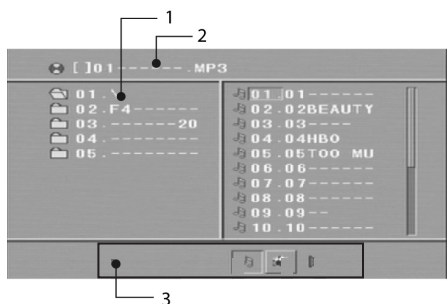 1
2
[ ]01-------.MP3
01.\
02.F4------
03.-------20
04.------
05.------
01.01------
02.02BEAUTY
03.03----
04.04HBO
05.05TOO MU
06.06------
07.07------
08.08------
09.09--
10.10------
3